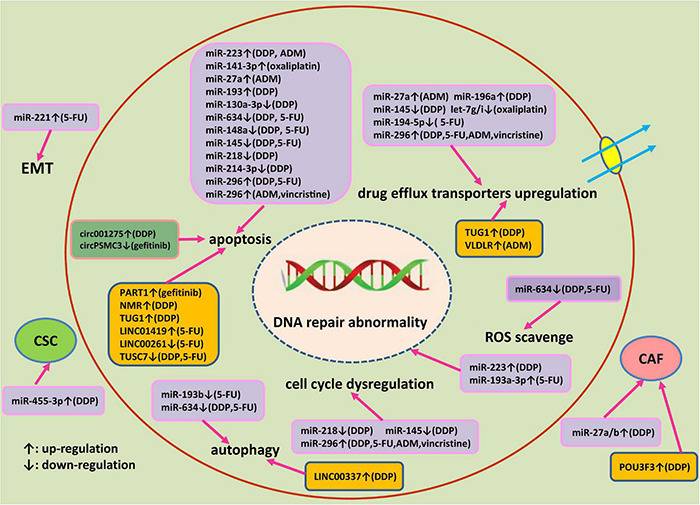 miR-223↑(DDP, ADM)
miR-141-3p↑(oxaliplatin)
miR-27a↑(ADM)
miR-193↑(DDP)
miR-130a-3p↓(DDP)
miR-634↓(DDP, 5-FU)
miR-148a↓(DDP, 5-FU)
miR-145↓(DDP, 5-FU)
miR-218↓(DDP)
miR-214-3p↓(DDP)
miR-296↑(DDP,5-FU)
miR-296↑(ADM,vincristine)
miR-27a↑(ADM) miR-196a↑(DDP)
miR-145↓(DDP) let-7g/i↓(oxaliplatin)
miR-194-5p↓( 5-FU)
miR-296↑(DDP,5-FU,ADM,vincristine)
miR-221↑(5-FU)
EMT
drug efflux transporters upregulation
circ001275↑(DDP)
circPSMC3↓(gefitinib)
apoptosis
TUG1↑(DDP)
VLDLR↑(ADM)
PART1↑(gefitinib)
NMR↑(DDP)
TUG1↑(DDP)
LINC01419↑(5-FU)
LINC00261↓(5-FU)
TUSC7↓(DDP,5-FU)
DNA repair abnormality
miR-634↓(DDP,5-FU)
ROS scavenge
CSC
miR-455-3p↑(DDP)
miR-223↑(DDP)
miR-193a-3p↑(5-FU)
CAF
cell cycle dysregulation
miR-193b↓(5-FU)
miR-634↓(DDP,5-FU)
miR-218↓(DDP) miR-145↓(DDP)
miR-296↑(DDP,5-FU,ADM,vincristine)
miR-27a/b↑(DDP)
autophagy
↑: up-regulation
↓: down-regulation
LINC00337↑(DDP)
POU3F3↑(DDP)